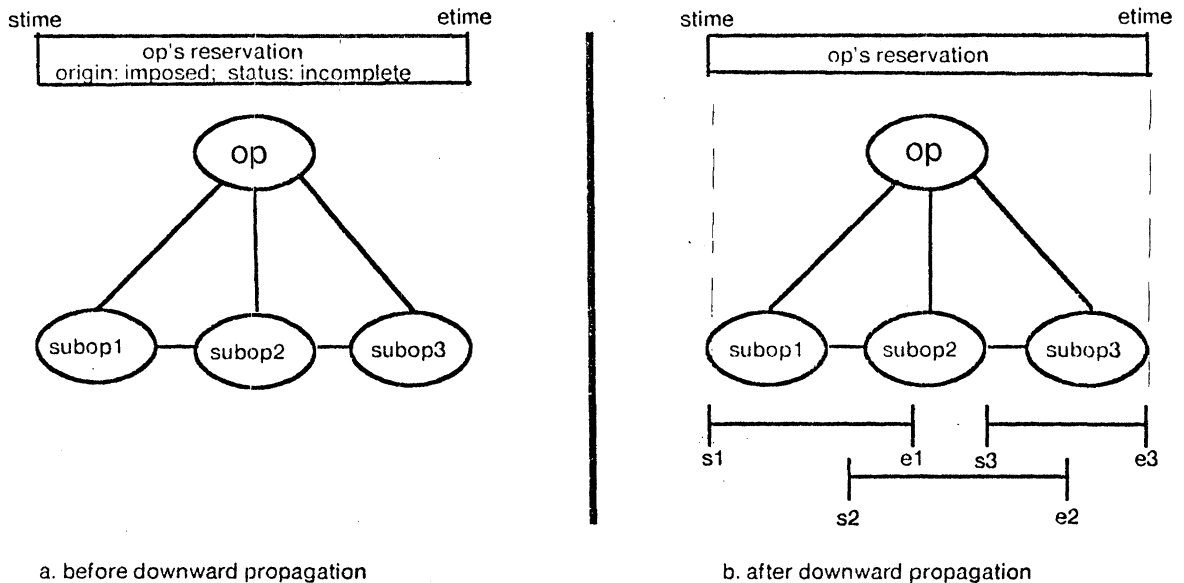 stime etime
op's reservation
origin: imposed; status: incomplete
op
subop1 subop2 subop3
a. before downward propagation
stime etime
op's reservation
op
subop1 subop2 subop3
s1 e1 s3 e3
s2 e2
b. after downward propagation